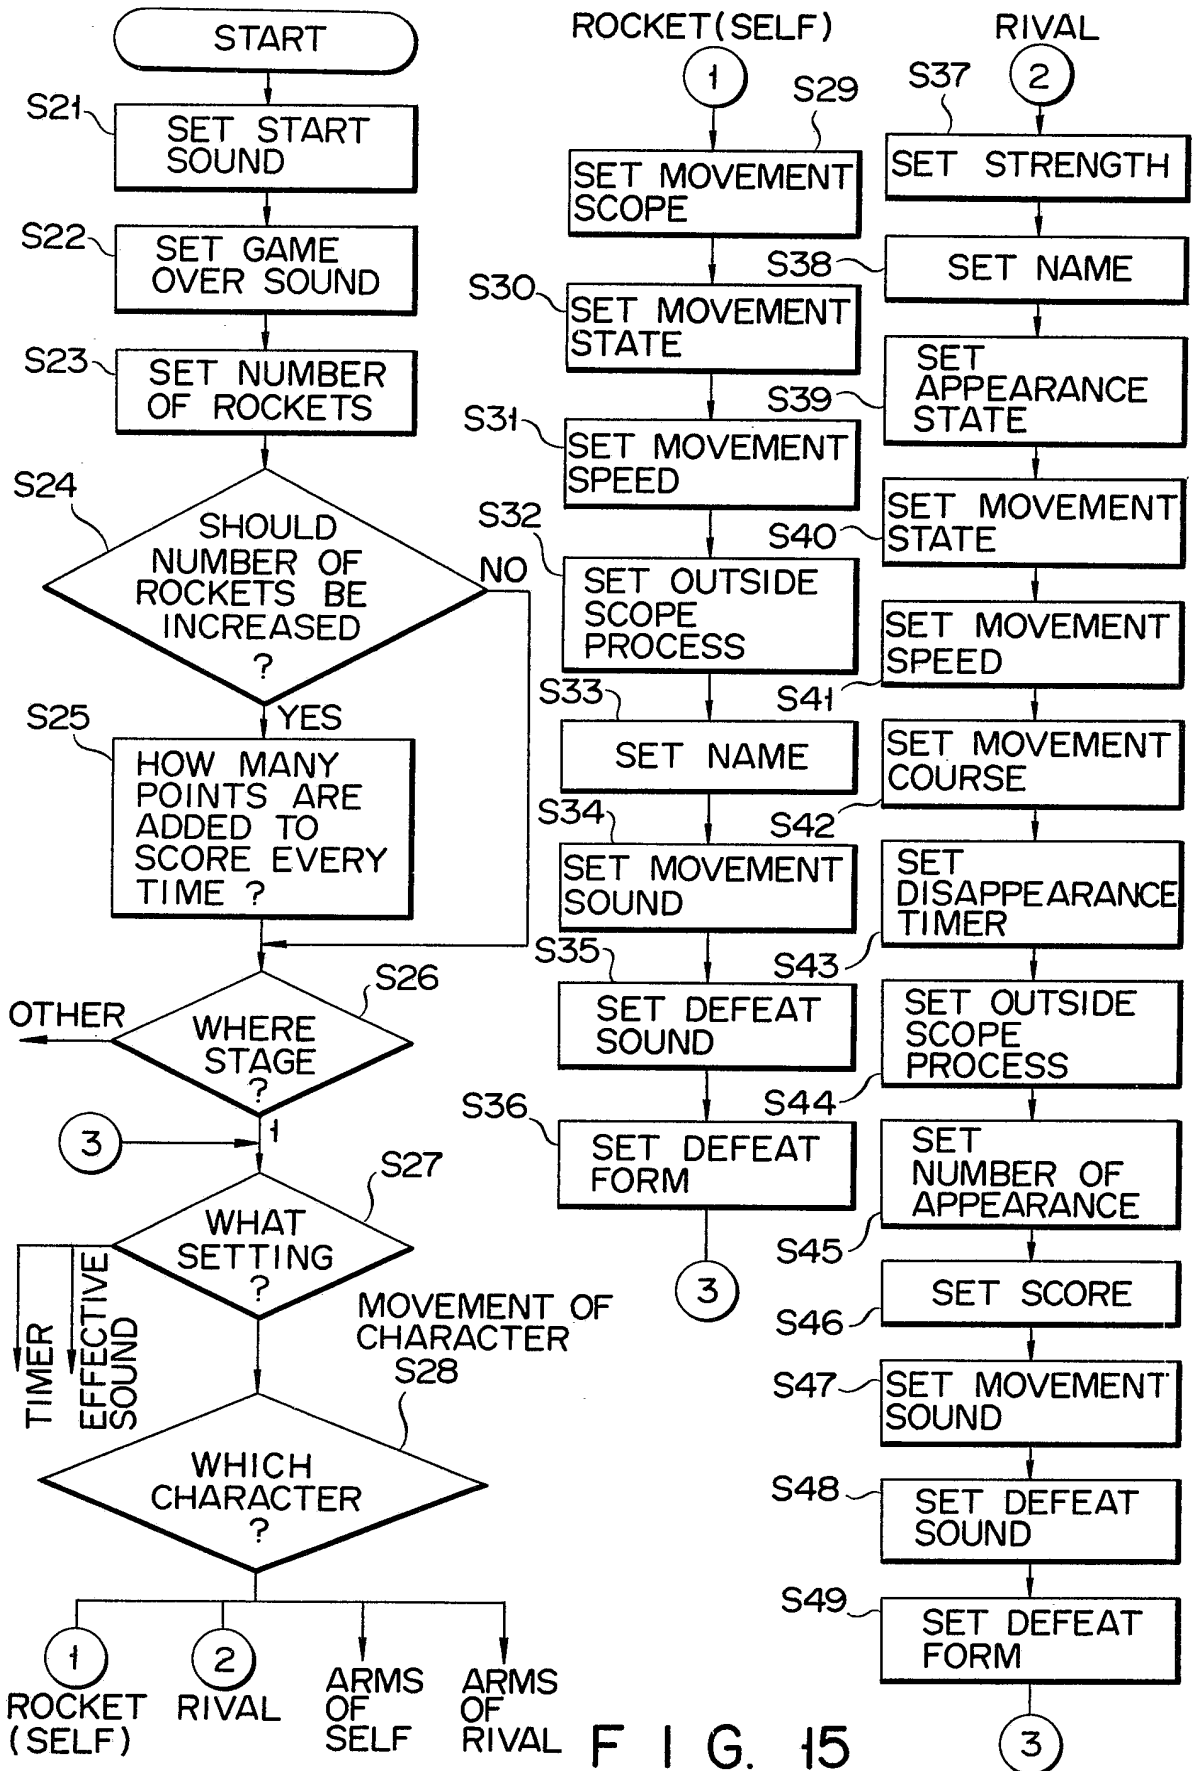 START
S21
SET START
SOUND
S22
SET GAME
OVER SOUND
S23
SET NUMBER
OF ROCKETS
S24
SHOULD
NUMBER OF
ROCKETS BE
INCREASED
?
NO
YES
S25
HOW MANY
POINTS ARE
ADDED TO
SCORE EVERY
TIME ?
S26
OTHER
WHERE
STAGE
?
3
1
S27
WHAT
SETTING
?
TIMER
EFFECTIVE
SOUND
MOVEMENT OF
CHARACTER
S28
WHICH
CHARACTER
?
1
ROCKET
(SELF)
2
RIVAL
ARMS
OF
SELF
ARMS
OF
RIVAL
ROCKET(SELF)
1
S29
SET MOVEMENT
SCOPE
S30
SET MOVEMENT
STATE
S31
SET MOVEMENT
SPEED
S32
SET OUTSIDE
SCOPE
PROCESS
S33
SET NAME
S34
SET MOVEMENT
SOUND
S35
SET DEFEAT
SOUND
S36
SET DEFEAT
FORM
3
RIVAL
2
S37
SET STRENGTH
S38
SET NAME
S39
SET
APPEARANCE
STATE
S40
SET MOVEMENT
STATE
S41
SET MOVEMENT
SPEED
S42
SET MOVEMENT
COURSE
S43
SET
DISAPPEARANCE
TIMER
S44
SET OUTSIDE
SCOPE
PROCESS
S45
SET
NUMBER OF
APPEARANCE
S46
SET SCORE
S47
SET MOVEMENT
SOUND
S48
SET DEFEAT
SOUND
S49
SET DEFEAT
FORM
3
FIG. 15